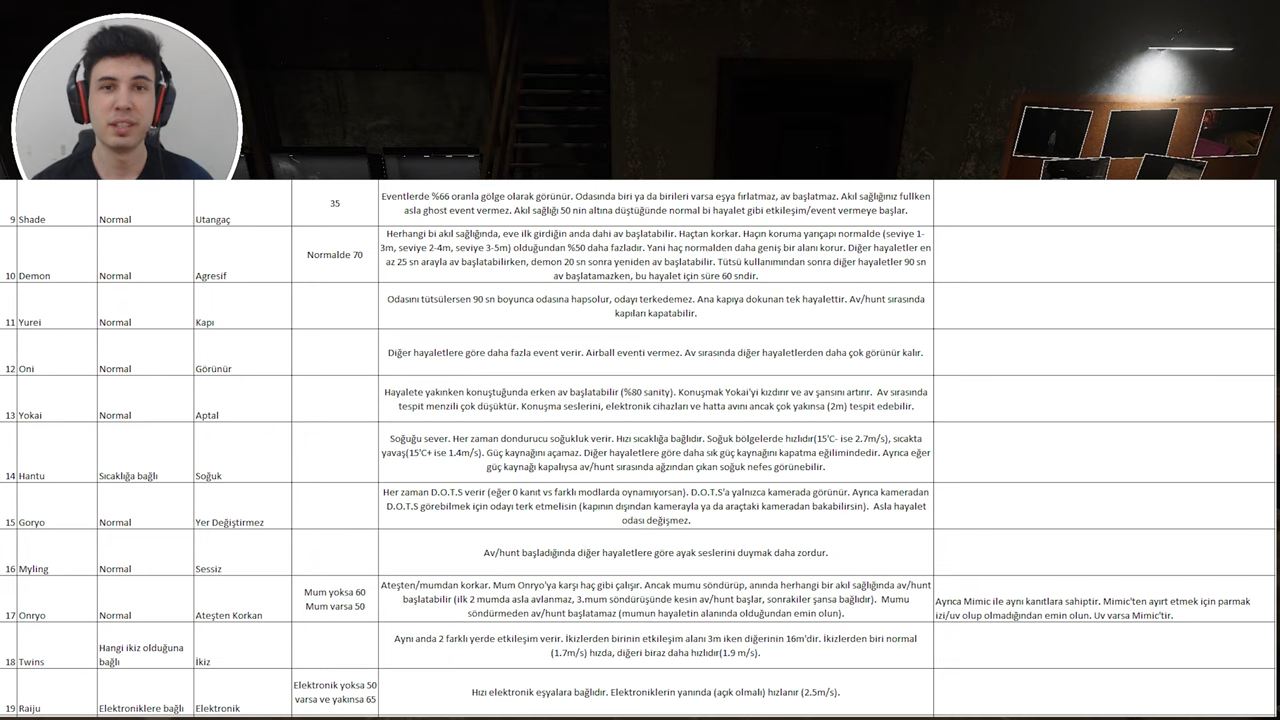 9 Shade Normal Utangaç 35
Eventlerde %66 oranla gölge olarak görünür. Odasında biri ya da birileri varsa eşya fırlatmaz, av başlatmaz. Akıl sağlığınız fullken
asla ghost event vermez. Akıl sağlığı 50 nin altına düştüğünde normal bi hayalet gibi etkileşim/event vermeye başlar.
10 Demon Normal Agresif Normalde 70
Herhangi bi akıl sağlığında, eve ilk girdiğin anda dahi av başlatabilir. Haçtan korkar. Haçın koruma yarıçapı normalde (seviye 1-
3m, seviye 2-4m, seviye 3-5m) olduğundan %50 daha fazladır. Yani haç normalden daha geniş bir alanı korur. Diğer hayaletler en
az 25 sn arayla av başlatabilirken, demon 20 sn sonra yeniden av başlatabilir. Tütsü kullanımından sonra diğer hayaletler 90 sn
av başlatamazken, bu hayalet için süre 60 sndir.
11 Yurei Normal Kapı
Odasını tütsülersen 90 sn boyunca odasına hapsolur, odayı terkedemez. Ana kapıya dokunan tek hayalettir. Av/hunt sırasında
kapıları kapatabilir.
12 Oni Normal Görünür
Diğer hayaletlere göre daha fazla event verir. Airball eventi vermez. Av sırasında diğer hayaletlerden daha çok görünür kalır.
13 Yokai Normal Aptal
Hayalete yakınken konuştuğunda erken av başlatabilir (%80 sanity). Konuşmak Yokai'yi kızdırır ve av şansını artırır. Av sırasında
tespit menzili çok düşüktür. Konuşma seslerini, elektronik cihazları ve hatta avını ancak çok yakınsa (2m) tespit edebilir.
14 Hantu Sıcaklığa bağlı Soğuk
Soğuğu sever. Her zaman dondurucu soğukluk verir. Hızı sıcaklığa bağlıdır. Soğuk bölgelerde hızlıdır(15'C- ise 2.7m/s), sıcakta
yavaş(15'C+ ise 1.4m/s). Güç kaynağını açamaz. Diğer hayaletlere göre daha sık güç kaynağını kapatma eğilimindedir. Ayrıca eğer
güç kaynağı kapalıysa av/hunt sırasında ağzından çıkan soğuk nefes görünebilir.
15 Goryo Normal Yer Değiştirmez
Her zaman D.O.T.S verir (eğer 0 kanıt vs farklı modlarda oynamıyorsan). D.O.T.S'a yalnızca kamerada görünür. Ayrıca kameradan
D.O.T.S görebilmek için odayı terk etmelisin (kapının dışından kamerayla ya da araçtaki kameradan bakabilirsin). Asla hayalet
odası değişmez.
16 Myling Normal Sessiz
Av/hunt başladığında diğer hayaletlere göre ayak seslerini duymak daha zordur.
17 Onryo Normal Ateşten Korkan
Mum yoksa 60
Mum varsa 50
Ateşten/mumdan korkar. Mum Onryo'ya karşı haç gibi çalışır. Ancak mumu söndürüp, anında herhangi bir akıl sağlığında av/hunt
başlatabilir (ilk 2 mumda asla avlanmaz, 3.mum söndürüşünde kesin av/hunt başlar, sonrakiler şansa bağlıdır). Mumu
söndürmeden av/hunt başlatamaz (mumun hayaletin alanında olduğundan emin olun).
Ayrıca Mimic ile aynı kanıtlara sahiptir. Mimic'ten ayırt etmek için parmak
izi/uv olup olmadığından emin olun. Uv varsa Mimic'tir.
18 Twins
Hangi ikiz olduğuna
bağlı
İkiz
Aynı anda 2 farklı yerde etkileşim verir. İkizlerden birinin etkileşim alanı 3m iken diğerinin 16m'dir. İkizlerden biri normal
(1.7m/s) hızda, diğeri biraz daha hızlıdır(1.9 m/s).
19 Raiju Elektroniklere bağlı Elektronik
Elektronik yoksa 50
varsa ve yakınsa 65
Hızı elektronik eşyalara bağlıdır. Elektroniklerin yanında (açık olmalı) hızlanır (2.5m/s).